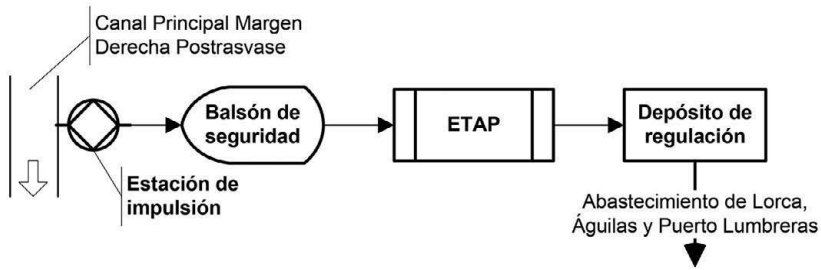 Canal Principal Margen
Derecha Postrasvase
Balsón de
seguridad
ETAP
Depósito de
regulación
Estación de
impulsión
Abastecimiento de Lorca,
Águilas y Puerto Lumbreras